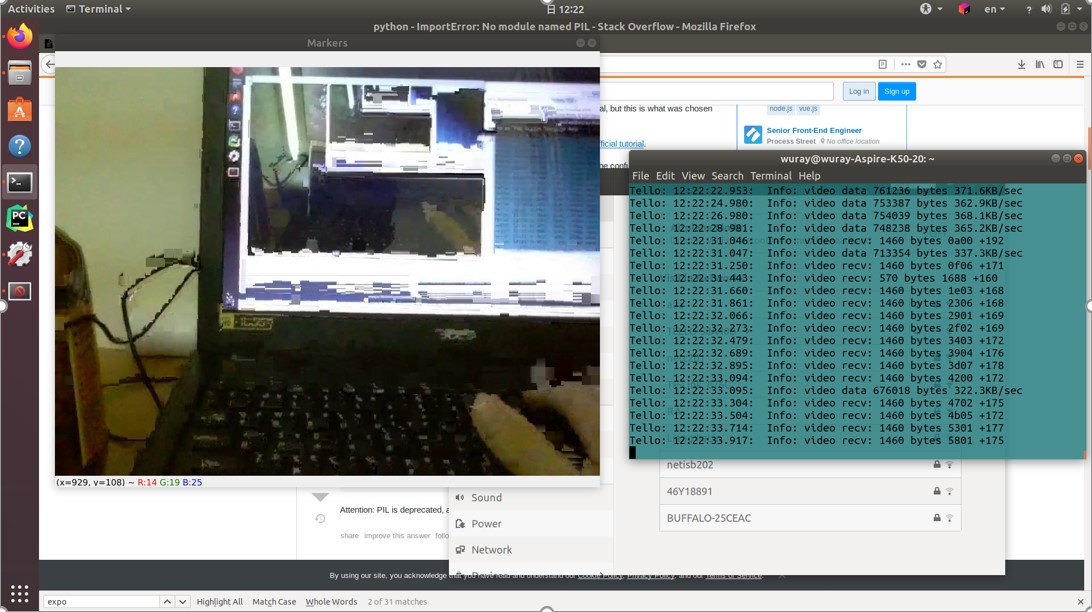 Activities Terminal 日 12:22 en
python - ImportError: No module named PIL - Stack Overflow - Mozilla Firefox
Markers
Log in Sign up
al, but this is what was chosen
node.js vue.js
Senior Front-End Engineer
Process Street No office location
ficial tutorial,
wuray@wuray-Aspire-K50-20: ~
File Edit View Search Terminal Help
Tello: 12:22:22.953: Info: video data 761236 bytes 371.6KB/sec
Tello: 12:22:24.980: Info: video data 753387 bytes 362.9KB/sec
Tello: 12:22:26.980: Info: video data 754039 bytes 368.1KB/sec
Tello: 12:22:28.981: Info: video data 748238 bytes 365.2KB/sec
Tello: 12:22:31.046: Info: video recv: 1460 bytes 0a00 +192
Tello: 12:22:31.047: Info: video data 713354 bytes 337.3KB/sec
Tello: 12:22:31.250: Info: video recv: 1460 bytes 0f06 +171
Tello: 12:22:31.443: Info: video recv: 570 bytes 1688 +160
Tello: 12:22:31.660: Info: video recv: 1460 bytes 1e03 +168
Tello: 12:22:31.861: Info: video recv: 1460 bytes 2306 +168
Tello: 12:22:32.066: Info: video recv: 1460 bytes 2901 +169
Tello: 12:22:32.273: Info: video recv: 1460 bytes 2f02 +169
Tello: 12:22:32.479: Info: video recv: 1460 bytes 3403 +172
Tello: 12:22:32.689: Info: video recv: 1460 bytes 3904 +176
Tello: 12:22:32.895: Info: video recv: 1460 bytes 3d07 +178
Tello: 12:22:33.094: Info: video recv: 1460 bytes 4200 +172
Tello: 12:22:33.095: Info: video data 676018 bytes 322.3KB/sec
Tello: 12:22:33.304: Info: video recv: 1460 bytes 4702 +175
Tello: 12:22:33.504: Info: video recv: 1460 bytes 4b05 +172
Tello: 12:22:33.714: Info: video recv: 1460 bytes 5301 +177
Tello: 12:22:33.917: Info: video recv: 1460 bytes 5801 +175
netisb202
46Y18891
BUFFALO-25CEAC
(x=929, y=108) ~ R:14 G:19 B:25
Sound
Power
Network
Attention: PIL is deprecated,
share improve this answer follo
By using our site, you acknowledge that you have read and understand our Cookie Policy, Privacy Policy, and our Terms of Service.
expo Highlight All Match Case Whole Words 2 of 31 matches